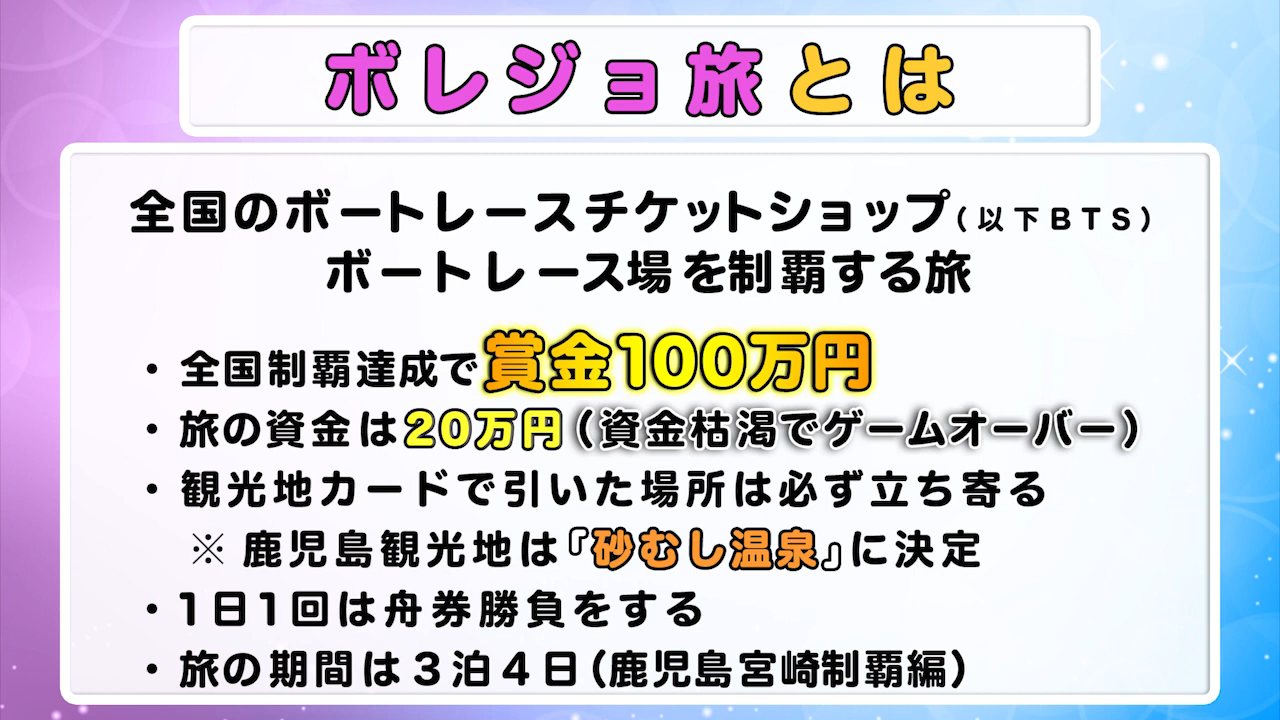 ボレジョ旅とは
全国のボートレースチケットショップ(以下BTS)
ボートレース場を制覇する旅
・全国制覇達成で賞金100万円
・旅の資金は20万円(資金枯渇でゲームオーバー)
・観光地カードで引いた場所は必ず立ち寄る
※鹿児島観光地は『砂むし温泉』に決定
・1日1回は舟券勝負をする
・旅の期間は3泊4日(鹿児島宮崎制覇編)